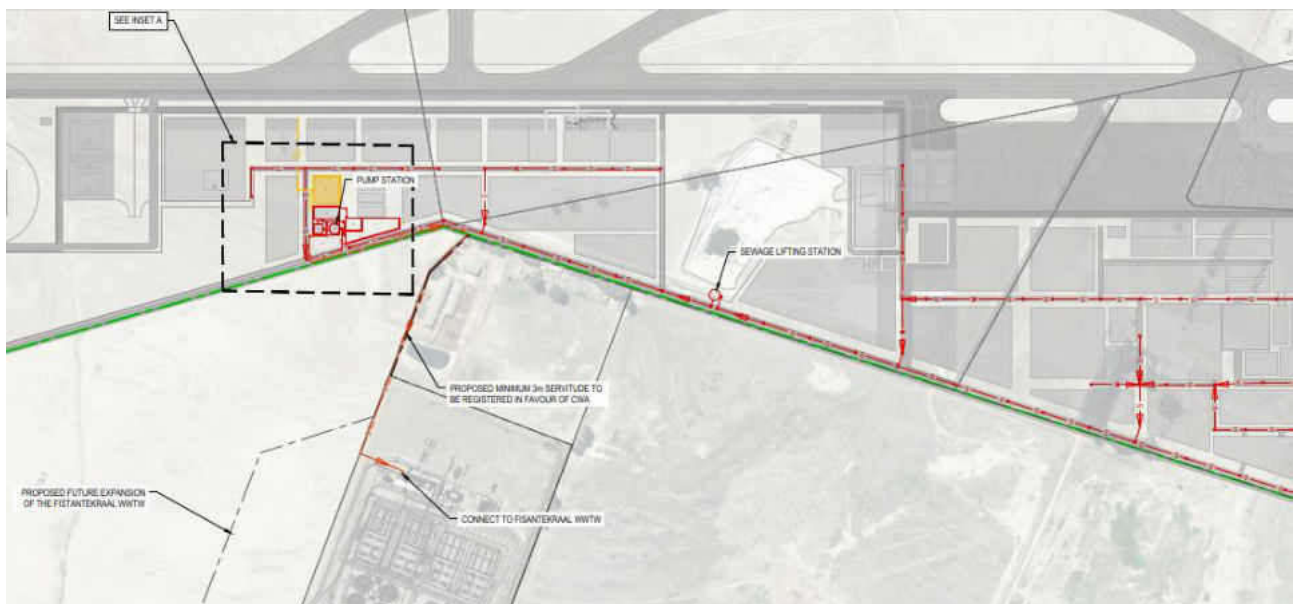 SEE INSET A
PUMP STATION
SEWAGE LIFTING STATION
PROPOSED MINIMUM 3m SERVITUDE TO
BE REGISTERED IN FAVOUR OF CWA
PROPOSED FUTURE EXPANSION
OF THE FISTANTEKRAAL WWTW
CONNECT TO FISANTEKRAAL WWTW